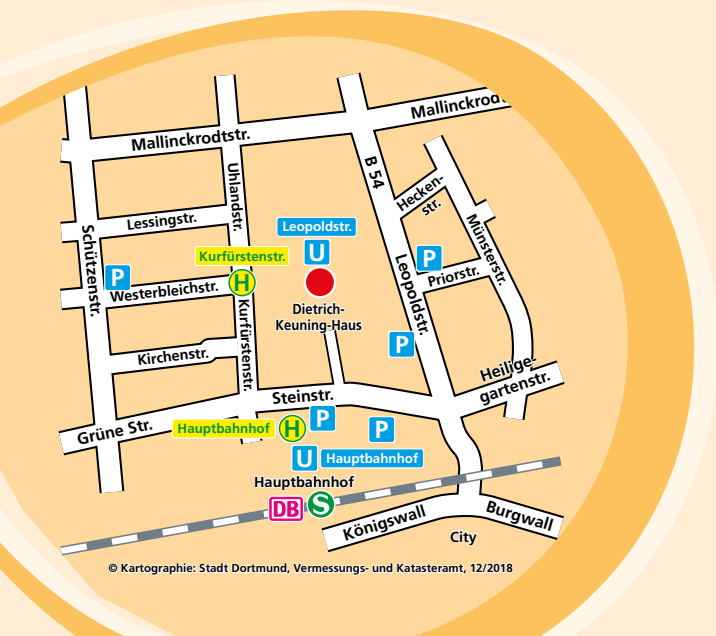 Mallinckrodt
Mallinckrodtstr.
B 54
Hecken-
str.
Uhlandstr.
Lessingstr.
Schützenstr.
Leopoldstr.
U
Münsterstr.
Kurfürstenstr.
H
P
Westerbleichstr.
P
Priorstr.
Leopoldstr.
Dietrich-
Keuning-Haus
Kurfürstenstr.
P
Kirchenstr.
Heilige-
gartenstr.
Steinstr.
Grüne Str.
Hauptbahnhof
H
P
P
U
Hauptbahnhof
Hauptbahnhof
DB
S
Königswall
Burgwall
City
© Kartographie: Stadt Dortmund, Vermessungs- und Katasteramt, 12/2018